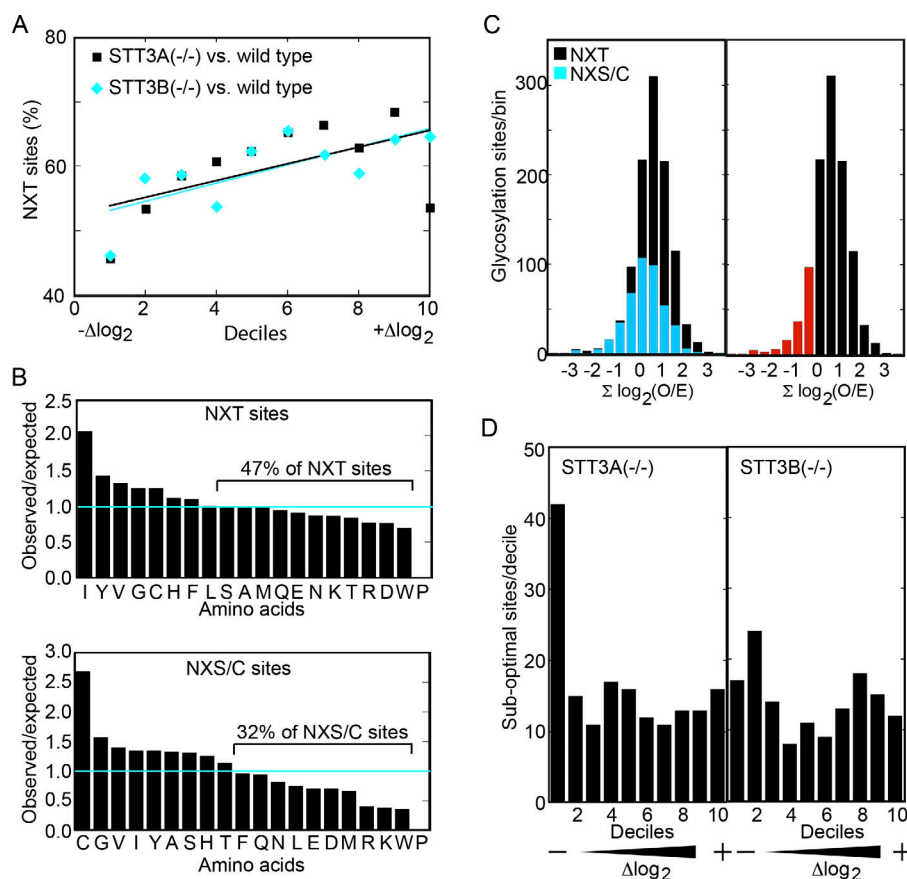 A
80
60
40
NXT sites (%)
STT3A(-/-) vs. wild type
STT3B(-/-) vs. wild type
0 2 4 6 8 10
-Δlog2 Deciles +Δlog2
B
2.5
2.0
1.5
1.0
0.5
0.0
Observed/expected
NXT sites
47% of NXT sites
I Y V G C H F L S A M Q E N K T R D W P
Amino acids
3.0
2.5
2.0
1.5
1.0
0.5
0.0
Observed/expected
NXS/C sites
32% of NXS/C sites
C G V I Y A S H T F Q N L E D M R K W P
Amino acids
C
300
200
100
0
Glycosylation sites/bin
NXT
NXS/C
-3 -2 -1 0 1 2 3
Σ log2(O/E)
-3 -2 -1 0 1 2 3
Σ log2(O/E)
D
50
40
30
20
10
0
Sub-optimal sites/decile
STT3A(-/-)
STT3B(-/-)
2 4 6 8 10
Deciles
− Δlog2 +
2 4 6 8 10
Deciles
− Δlog2 +